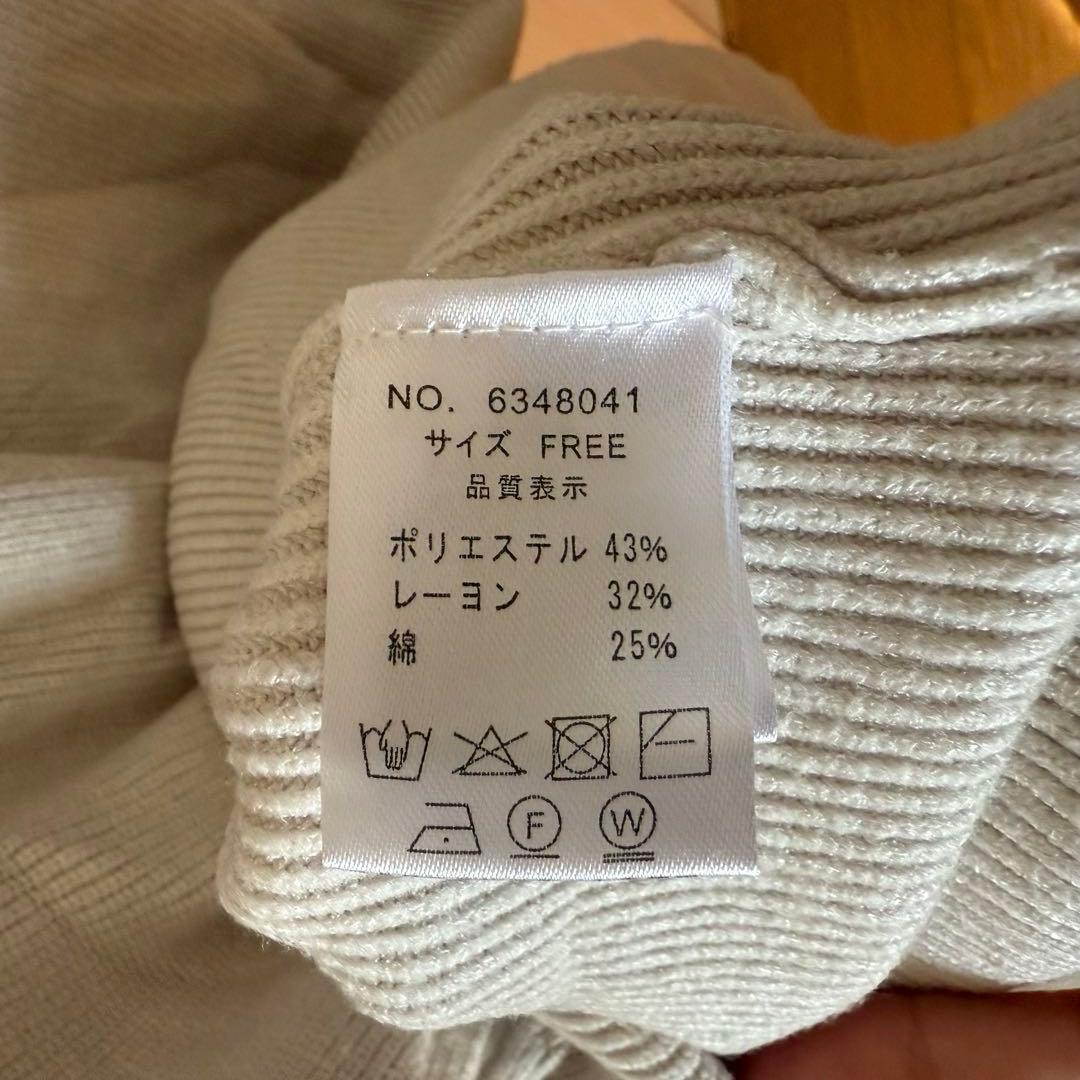 NO. 6348041
サイズ FREE
品質表示
ポリエステル 43%
レーヨン 32%
綿 25%
F W